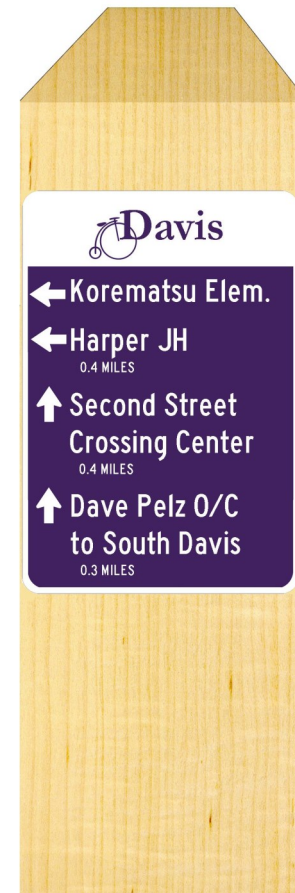 Davis
Korematsu Elem.
Harper JH
0.4 MILES
Second Street
Crossing Center
0.4 MILES
Dave Pelz O/C
to South Davis
0.3 MILES